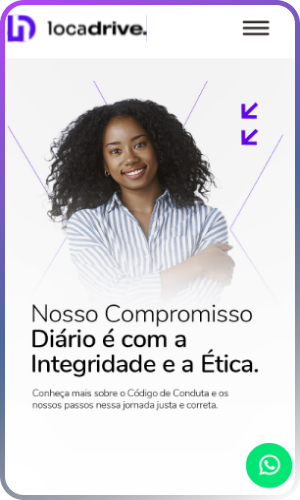 locadrive.
Nosso Compromisso
Diário é com a
Integridade e a Ética.
Conheça mais sobre o Código de Conduta e os
nossos passos nessa jornada justa e correta.